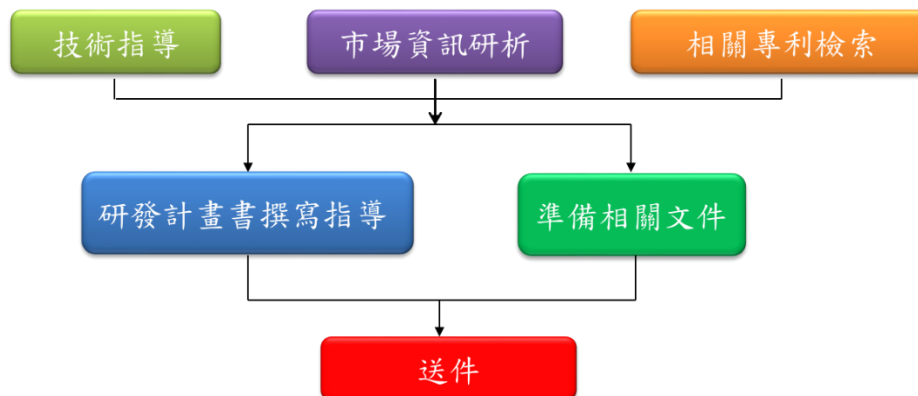 技術指導
市場資訊研析
相關專利檢索
研發計畫書撰寫指導
準備相關文件
送件